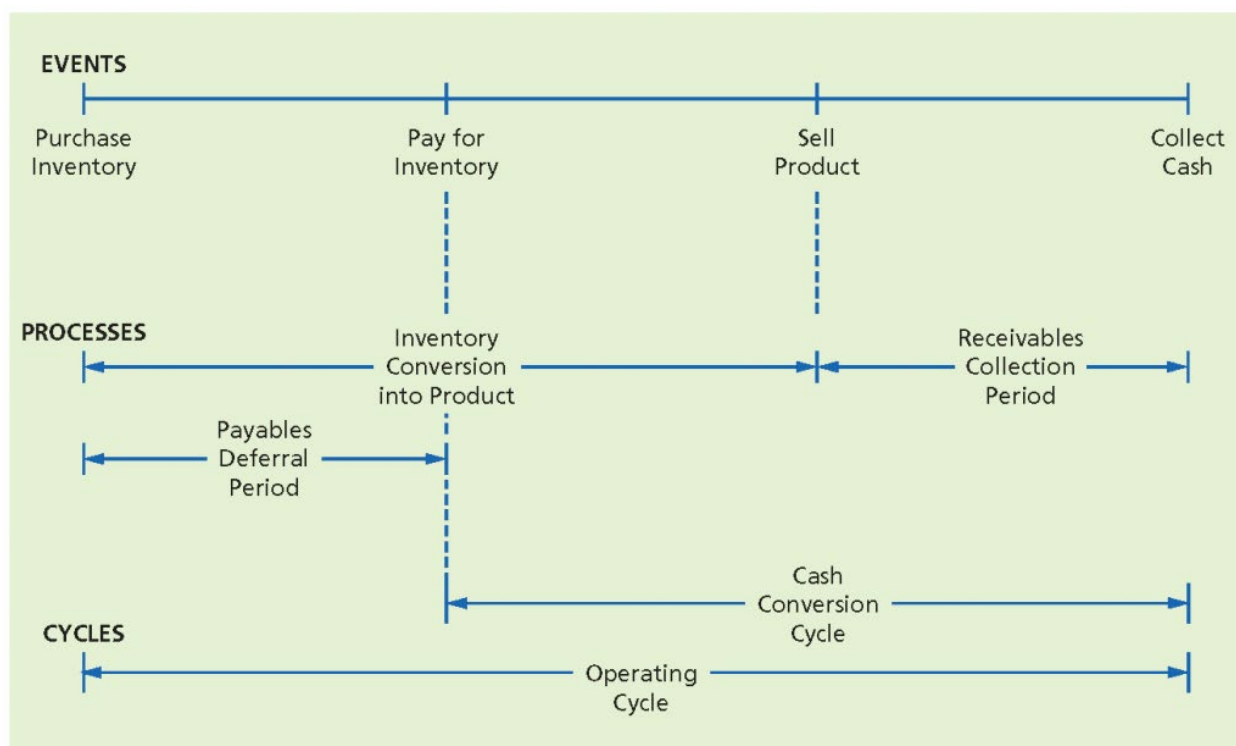 EVENTS
Purchase
Inventory
Pay for
Inventory
Sell
Product
Collect
Cash
PROCESSES
Inventory
Conversion
into Product
Receivables
Collection
Period
Payables
Deferral
Period
Cash
Conversion
Cycle
CYCLES
Operating
Cycle